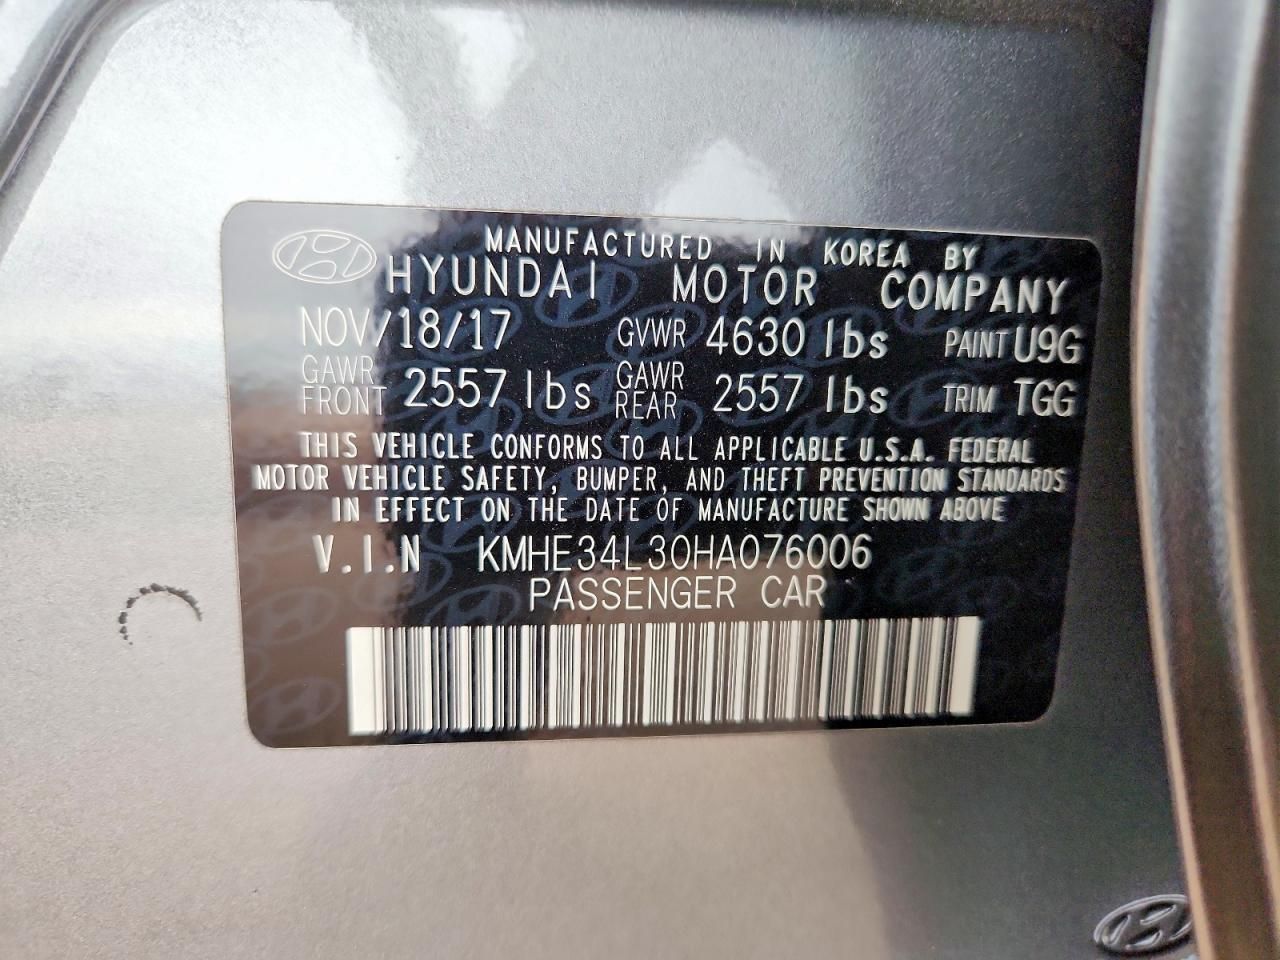 MANUFACTURED IN KOREA BY
HYUNDAI MOTOR COMPANY
NOV/18/17 GVWR 4630 lbs PAINT U9G
GAWR FRONT 2557 lbs GAWR REAR 2557 lbs TRIM TGG
THIS VEHICLE CONFORMS TO ALL APPLICABLE U.S.A. FEDERAL
MOTOR VEHICLE SAFETY, BUMPER, AND THEFT PREVENTION STANDARDS
IN EFFECT ON THE DATE OF MANUFACTURE SHOWN ABOVE
V.I.N KMHE34L30HA076006
PASSENGER CAR